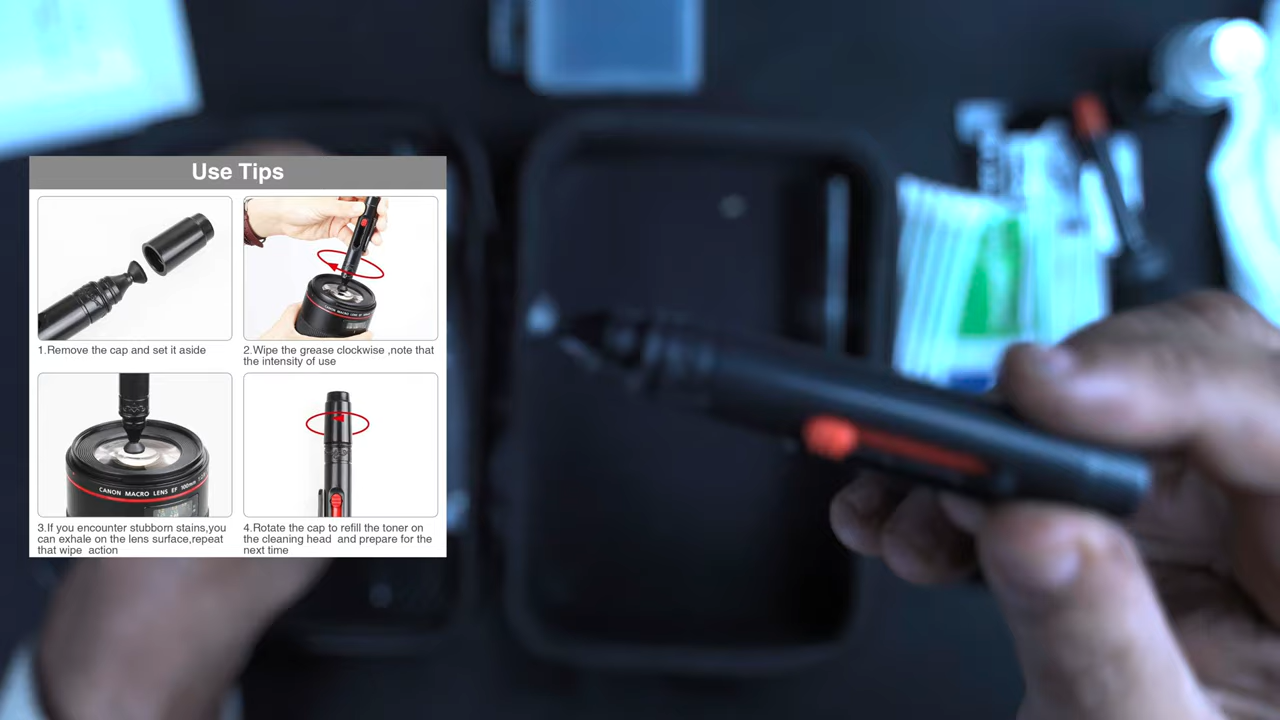 Use Tips
1.Remove the cap and set it aside
2.Wipe the grease clockwise ,note that
the intensity of use
CANON MACRO LENS EF 100mm
3.If you encounter stubborn stains,you
can exhale on the lens surface,repeat
that wipe action
4.Rotate the cap to refill the toner on
the cleaning head and prepare for the
next time